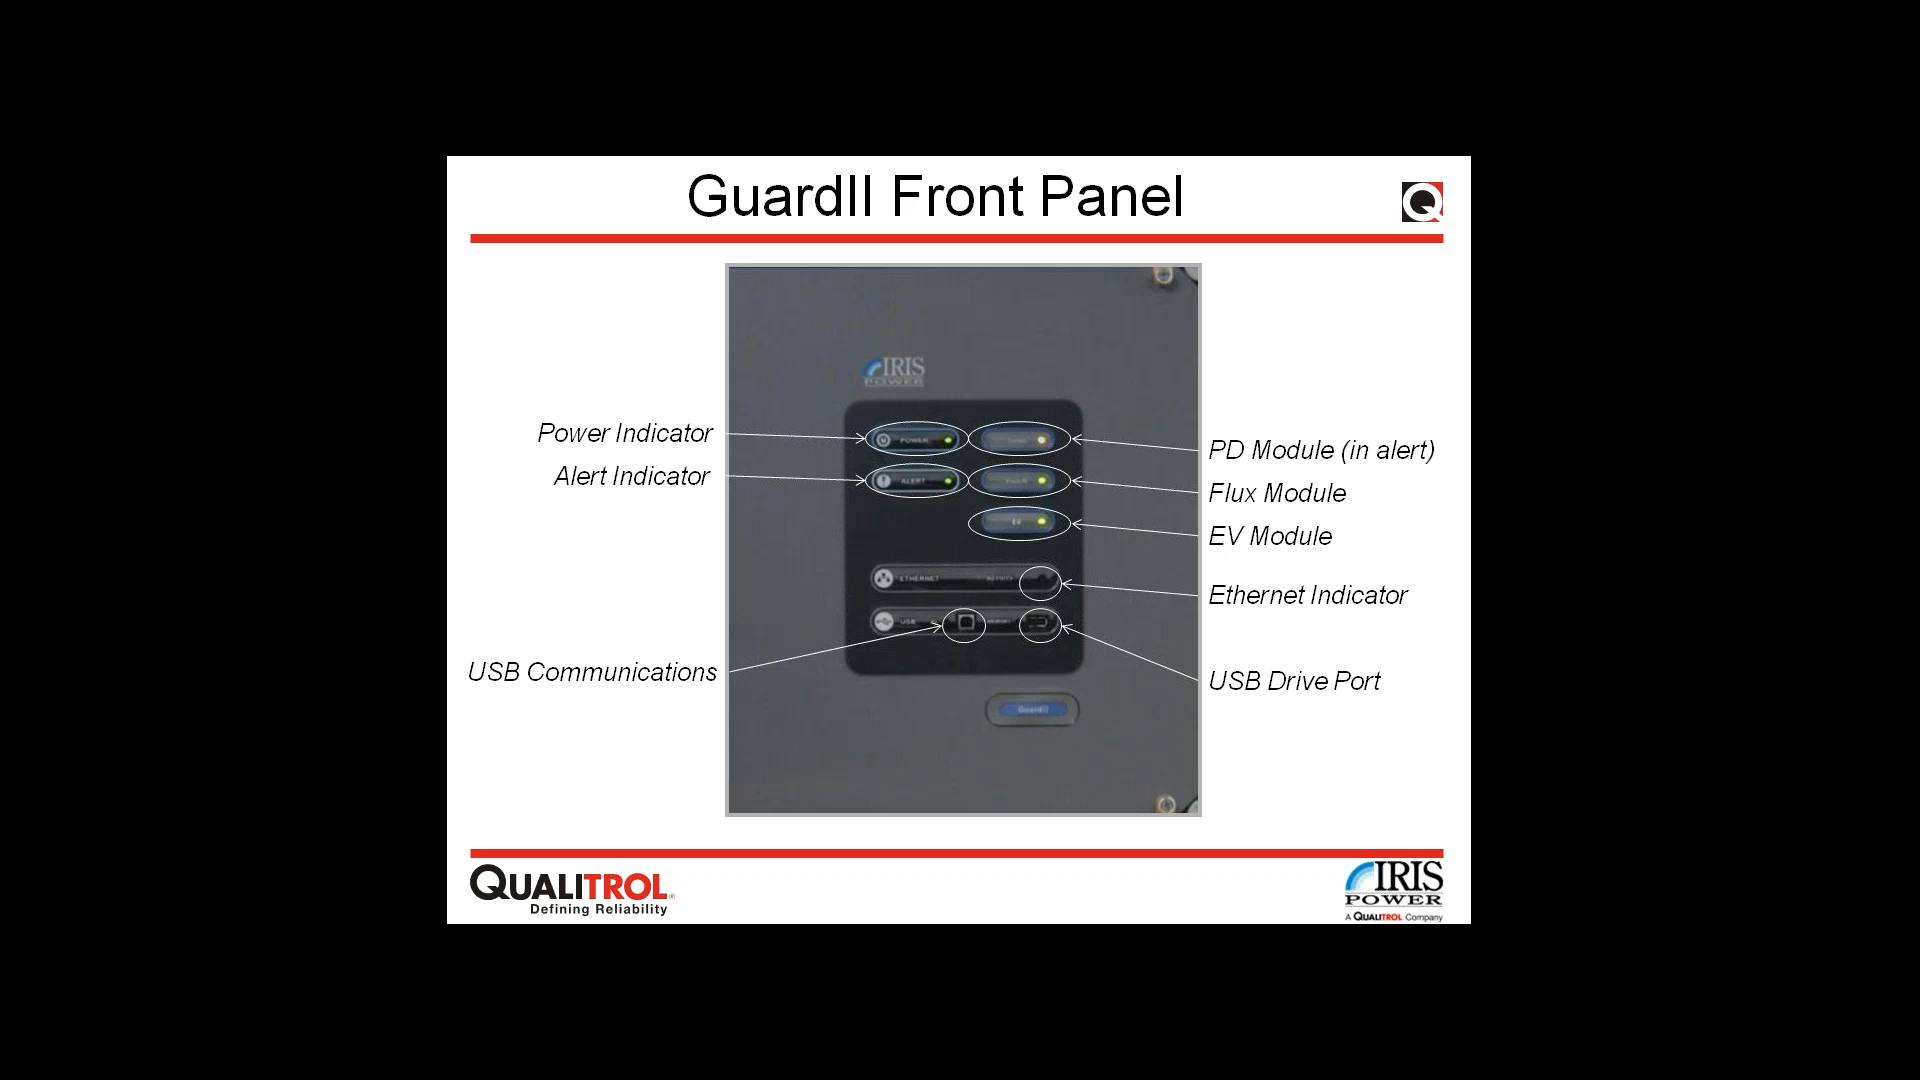 GuardII Front Panel
Q
IRIS
POWER
Power Indicator
Alert Indicator
USB Communications
POWER
ALERT
EV
ETHERNET
USB
GuardII
PD Module (in alert)
Flux Module
EV Module
Ethernet Indicator
USB Drive Port
QUALITROL®
Defining Reliability
IRIS
POWER
A QUALITROL Company